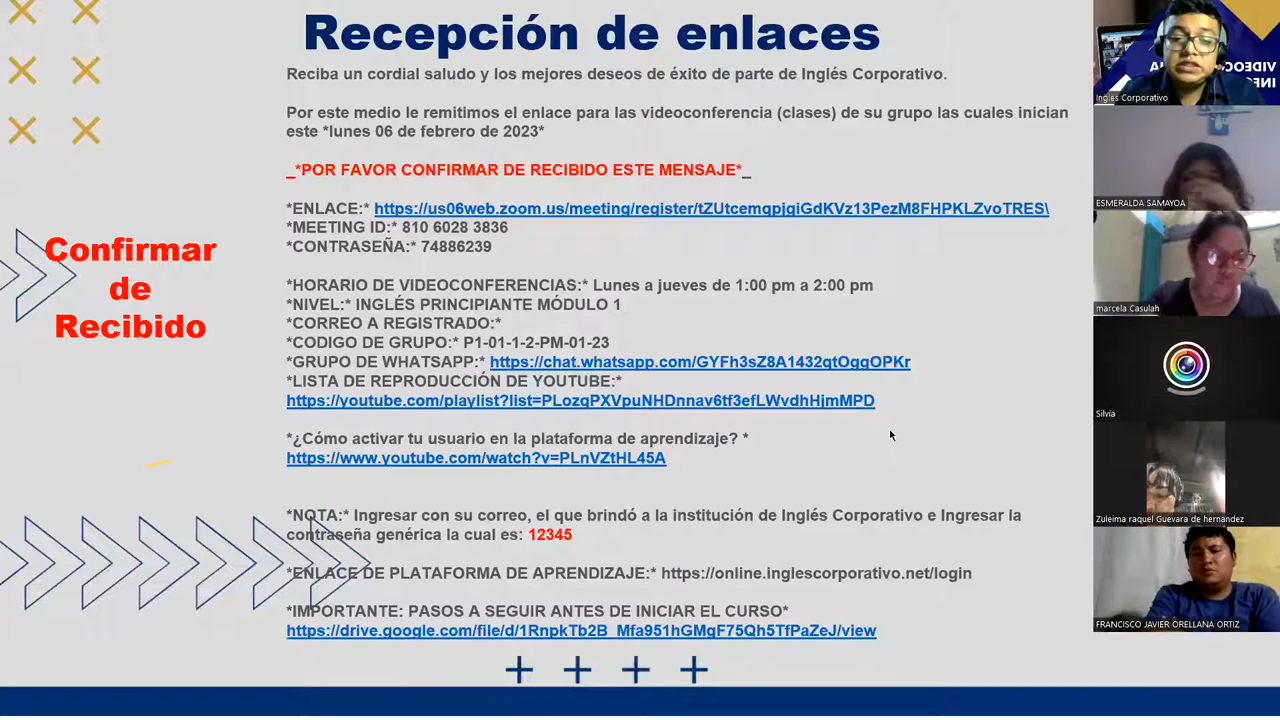 Recepción de enlaces
Reciba un cordial saludo y los mejores deseos de éxito de parte de Inglés Corporativo.
Por este medio le remitimos el enlace para las videoconferencia (clases) de su grupo las cuales inician
este *lunes 06 de febrero de 2023*
_*POR FAVOR CONFIRMAR DE RECIBIDO ESTE MENSAJE*_
*ENLACE:* https://us06web.zoom.us/meeting/register/tZUtcemqpjgiGdKVz13PezM8FHPKLZvoTRES\
*MEETING ID:* 810 6028 3836
*CONTRASEÑA:* 74886239
*HORARIO DE VIDEOCONFERENCIAS:* Lunes a jueves de 1:00 pm a 2:00 pm
*NIVEL:* INGLÉS PRINCIPIANTE MÓDULO 1
*CORREO A REGISTRADO:*
*CODIGO DE GRUPO:* P1-01-1-2-PM-01-23
*GRUPO DE WHATSAPP:* https://chat.whatsapp.com/GYFh3sZ8A1432qtOggOPKr
*LISTA DE REPRODUCCIÓN DE YOUTUBE:*
https://youtube.com/playlist?list=PLozqPXVpuNHDnnav6tf3efLWvdhHjmMPD
*¿Cómo activar tu usuario en la plataforma de aprendizaje? *
https://www.youtube.com/watch?v=PLnVZtHL45A
*NOTA:* Ingresar con su correo, el que brindó a la institución de Inglés Corporativo e Ingresar la
contraseña genérica la cual es: 12345
*ENLACE DE PLATAFORMA DE APRENDIZAJE:* https://online.inglescorporativo.net/login
*IMPORTANTE: PASOS A SEGUIR ANTES DE INICIAR EL CURSO*
https://drive.google.com/file/d/1RnpkTb2B_Mfa951hGMgF75Qh5TfPaZeJ/view
Confirmar
de
Recibido
Ingles Corporativo
ESMERALDA SAMAYOA
marcela Casulah
Silvia
Zuleima raquel Guevara de hernandez
FRANCISCO JAVIER ORELLANA ORTIZ